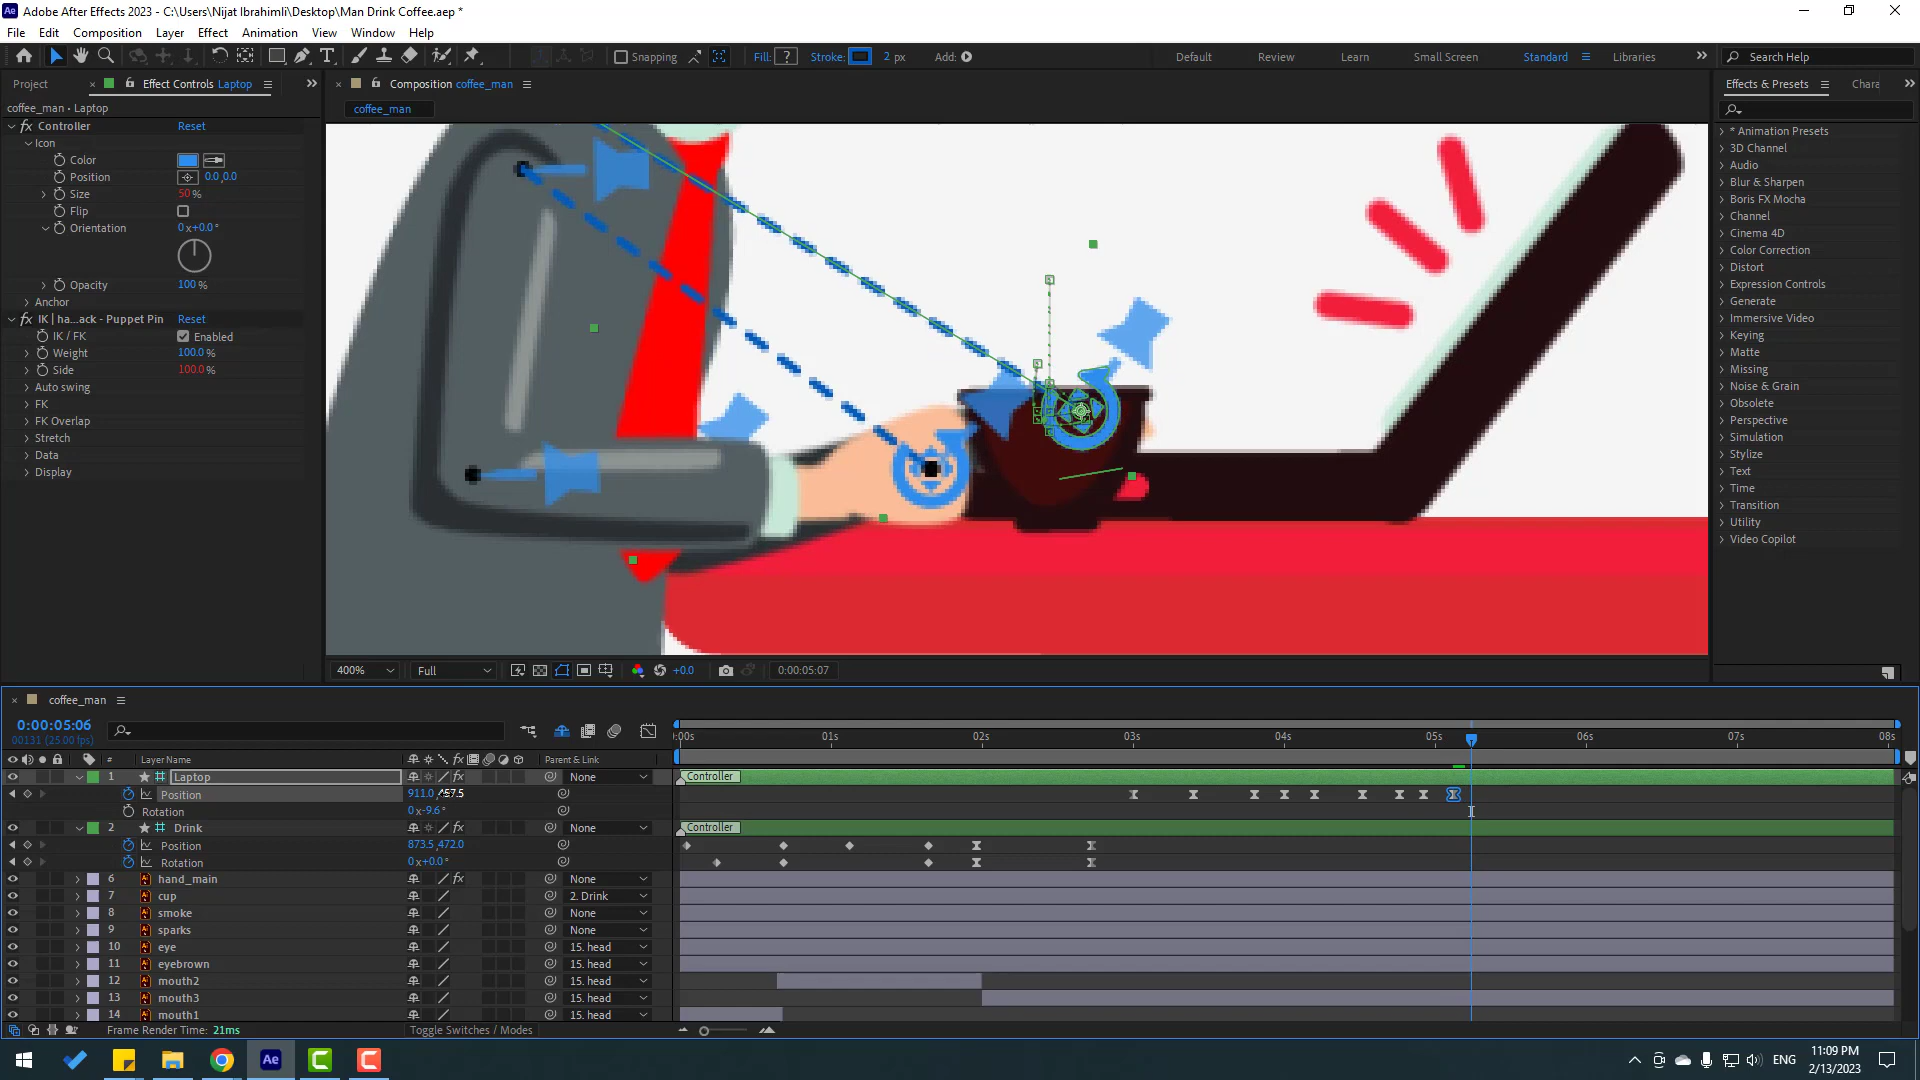 Adobe After Effects 2023 - C:\Users\Nijat Ibrahimli\Desktop\Man Drink Coffee.aep *
File Edit Composition Layer Effect Animation View Window Help
Snapping Fill: ? Stroke: 2 px Add: Default Review Learn Small Screen Standard Libraries Search Help
Project Effect Controls Laptop Composition coffee_man Effects & Presets Chara
coffee_man • Laptop
coffee_man
fx Controller Reset
Icon
Color
Position 0.0,0.0
Size 50 %
Flip
Orientation 0 x+0.0 °
Opacity 100 %
Anchor
fx IK | ha...ack - Puppet Pin Reset
IK / FK Enabled
Weight 100.0 %
Side 100.0 %
Auto swing
FK
FK Overlap
Stretch
Data
Display
* Animation Presets
3D Channel
Audio
Blur & Sharpen
Boris FX Mocha
Channel
Cinema 4D
Color Correction
Distort
Expression Controls
Generate
Immersive Video
Keying
Matte
Missing
Noise & Grain
Obsolete
Perspective
Simulation
Stylize
Text
Time
Transition
Utility
Video Copilot
400% Full +0.0 0:00:05:07
coffee_man
0:00:05:06
00131 (25.00 fps)
:00s 01s 02s 03s 04s 05s 06s 07s 08s
# Layer Name Parent & Link
1 Laptop None Controller
Position 911.0
Rotation 0 x-9.6 °
2 Drink None Controller
Position 873.5,472.0
Rotation 0 x+0.0 °
6 hand_main None
7 cup 2. Drink
8 smoke None
9 sparks None
10 eye 15. head
11 eyebrown 15. head
12 mouth2 15. head
13 mouth3 15. head
14 mouth1 15. head
Frame Render Time: 21ms Toggle Switches / Modes
Ae ENG 11:09 PM
2/13/2023